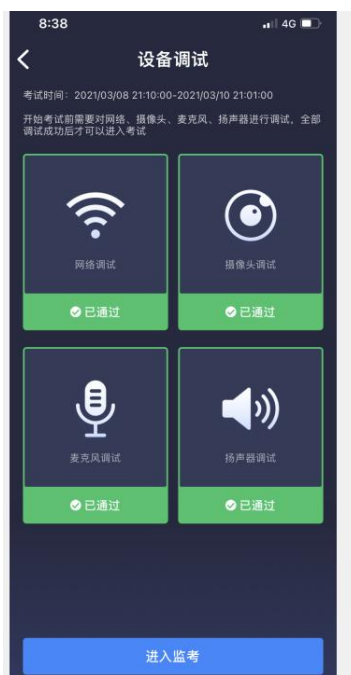 8:38
4G
设备调试
考试时间：2021/03/08 21:10:00-2021/03/10 21:01:00
开始考试前需要对网络、摄像头、麦克风、扬声器进行调试，全部
调试成功后才可以进入考试
网络调试
摄像头调试
已通过
已通过
麦克风调试
扬声器调试
已通过
已通过
进入监考